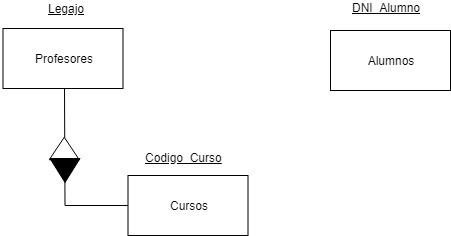 Legajo
DNI_Alumno
Profesores
Alumnos
Codigo_Curso
Cursos